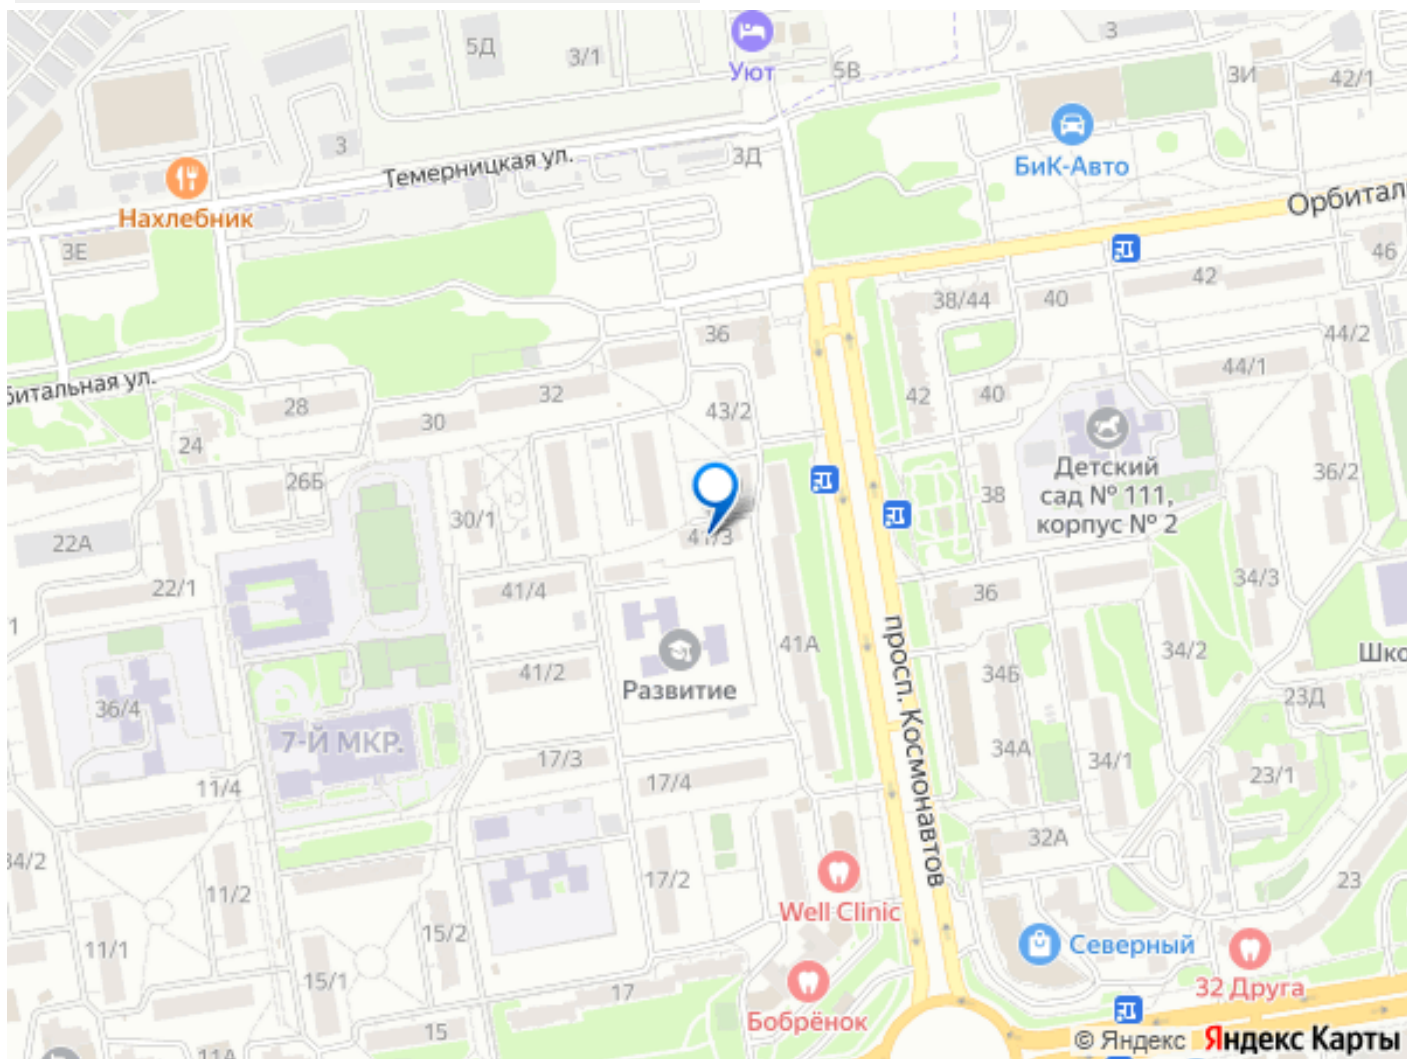 5Д
3/1
Уют
5В
3
3И
42/1
БиК-Авто
3
Темерницкая ул.
3Д
Нахлебник
Орбитал
3Е
46
42
38/44
40
36
44/2
44/1
битальная ул.
32
28
43/2
42
40
30
24
Детский
сад № 111,
корпус № 2
36/2
26Б
38
30/1
22А
41/3
22/1
41/4
36
34/3
1
41А
34/2
Шко
41/2
Развитие
34Б
23Д
36/4
просп. Космонавтов
7-Й МКР.
17/3
34А
34/1
23/1
11/4
17/4
32А
34/2
11/2
17/2
23
Well Clinic
15/2
11/1
Северный
15/1
17
32 Друга
Бобрёнок
15
11А
© Яндекс Яндекс Карты